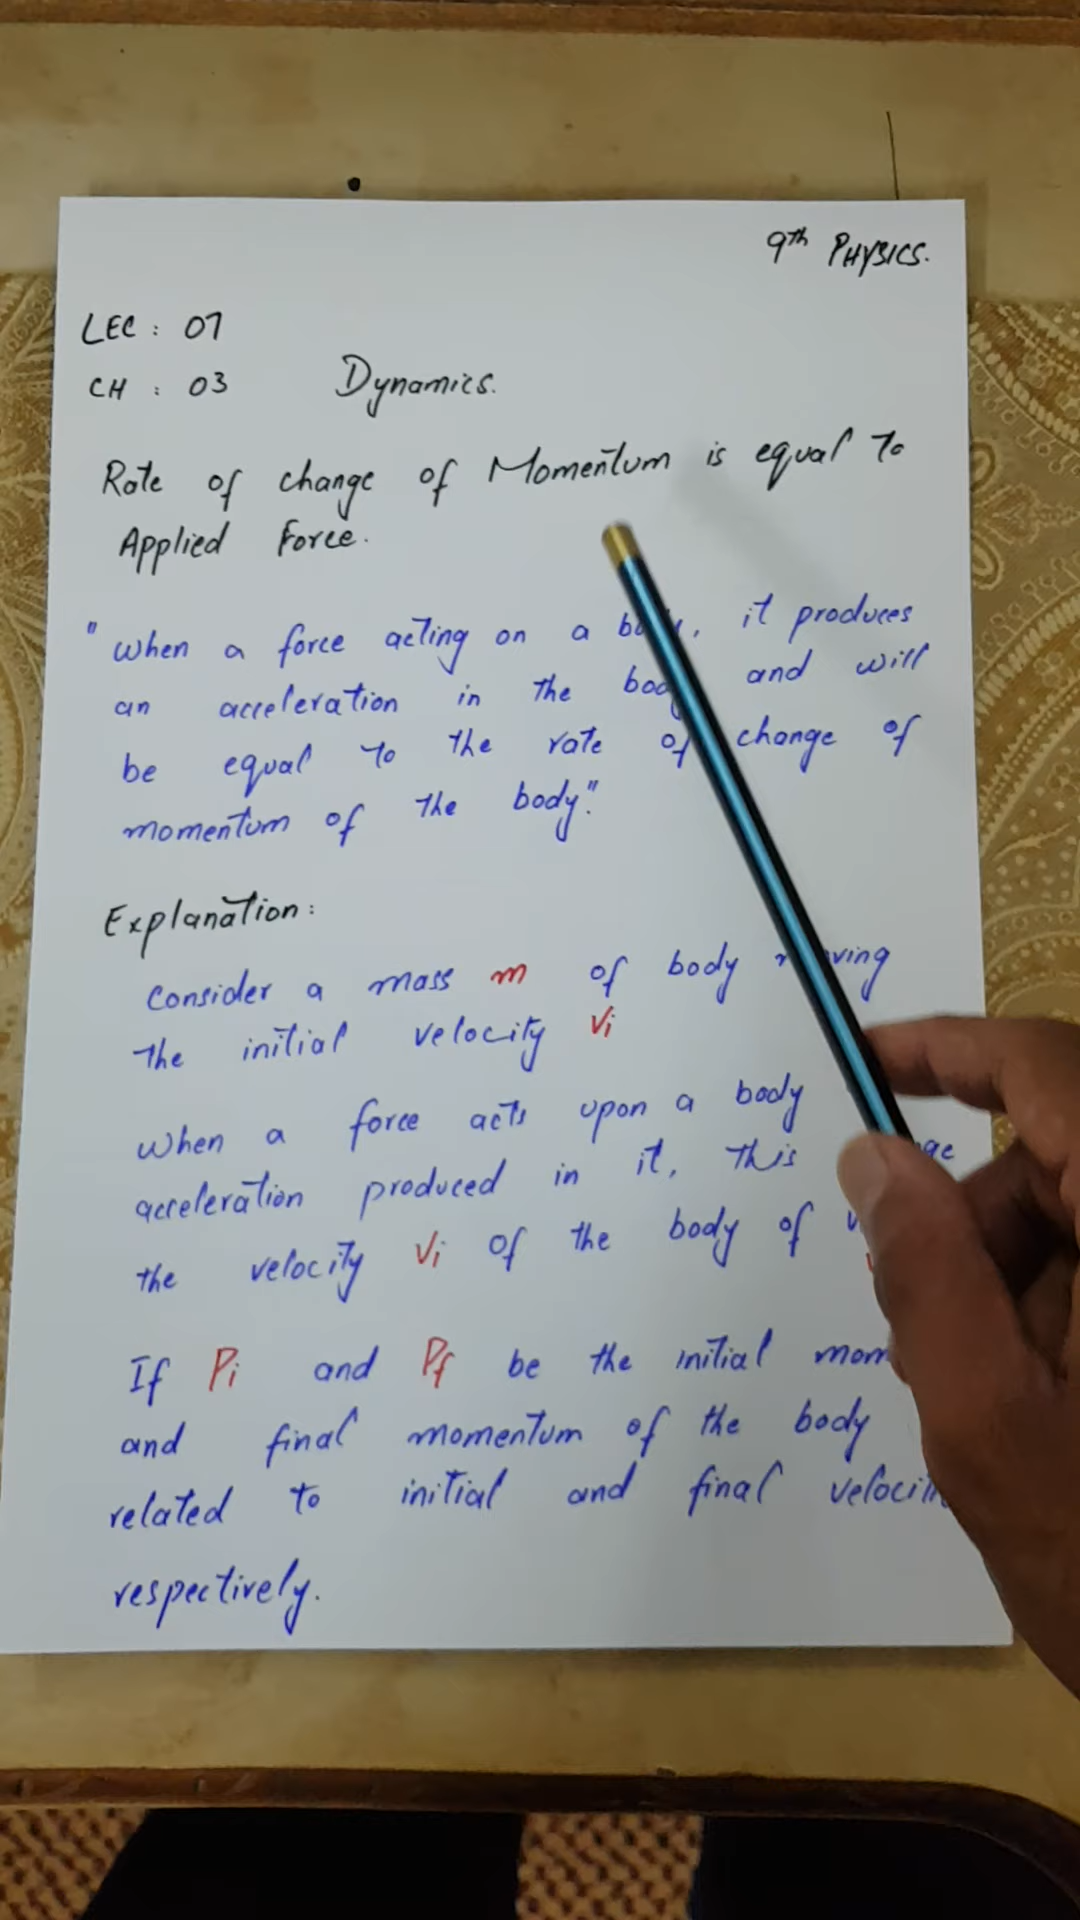 9th PHYSICS.
LEC : 07
CH : 03 Dynamics.
Rate of change of Momentum is equal to
Applied Force.
"When a force acting on a body, it produces
an acceleration in the body and will
be equal to the rate of change of
momentum of the body".
Explanation:
Consider a mass m of body moving
the initial velocity Vi
When a force acts upon a body
acceleration produced in it, This
the velocity Vi of the body of
If Pi and Pf be the initial
and final momentum of the body
related to initial and final
respectively.